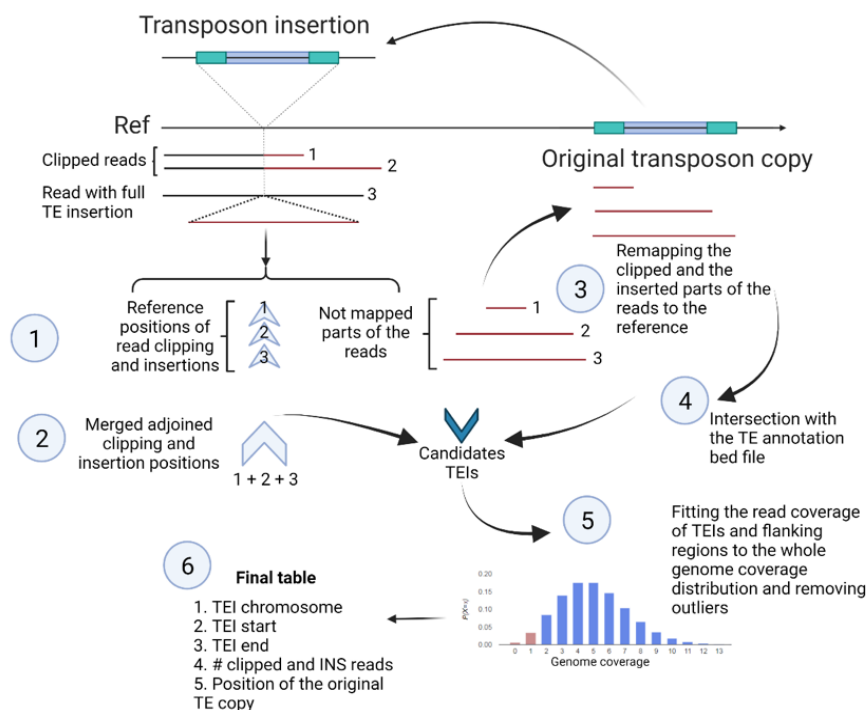 Transposon insertion
Ref
Original transposon copy
Clipped reads
1
2
Read with full
TE insertion
3
1
Reference
positions of
read clipping
and insertions
1
2
3
Not mapped
parts of the
reads
1
2
3
3
Remapping the
clipped and the
inserted parts of the
reads to the
reference
2
Merged adjoined
clipping and
insertion positions
1 + 2 + 3
Candidates
TEIs
4
Intersection with
the TE annotation
bed file
5
Fitting the read coverage
of TEIs and flanking
regions to the whole
genome coverage
distribution and removing
outliers
6
Final table
1. TEI chromosome
2. TEI start
3. TEI end
4. # clipped and INS reads
5. Position of the original
TE copy
P(X=x)
0.20
0.15
0.10
0.05
0.00
0 1 2 3 4 5 6 7 8 9 10 11 12 13
Genome coverage